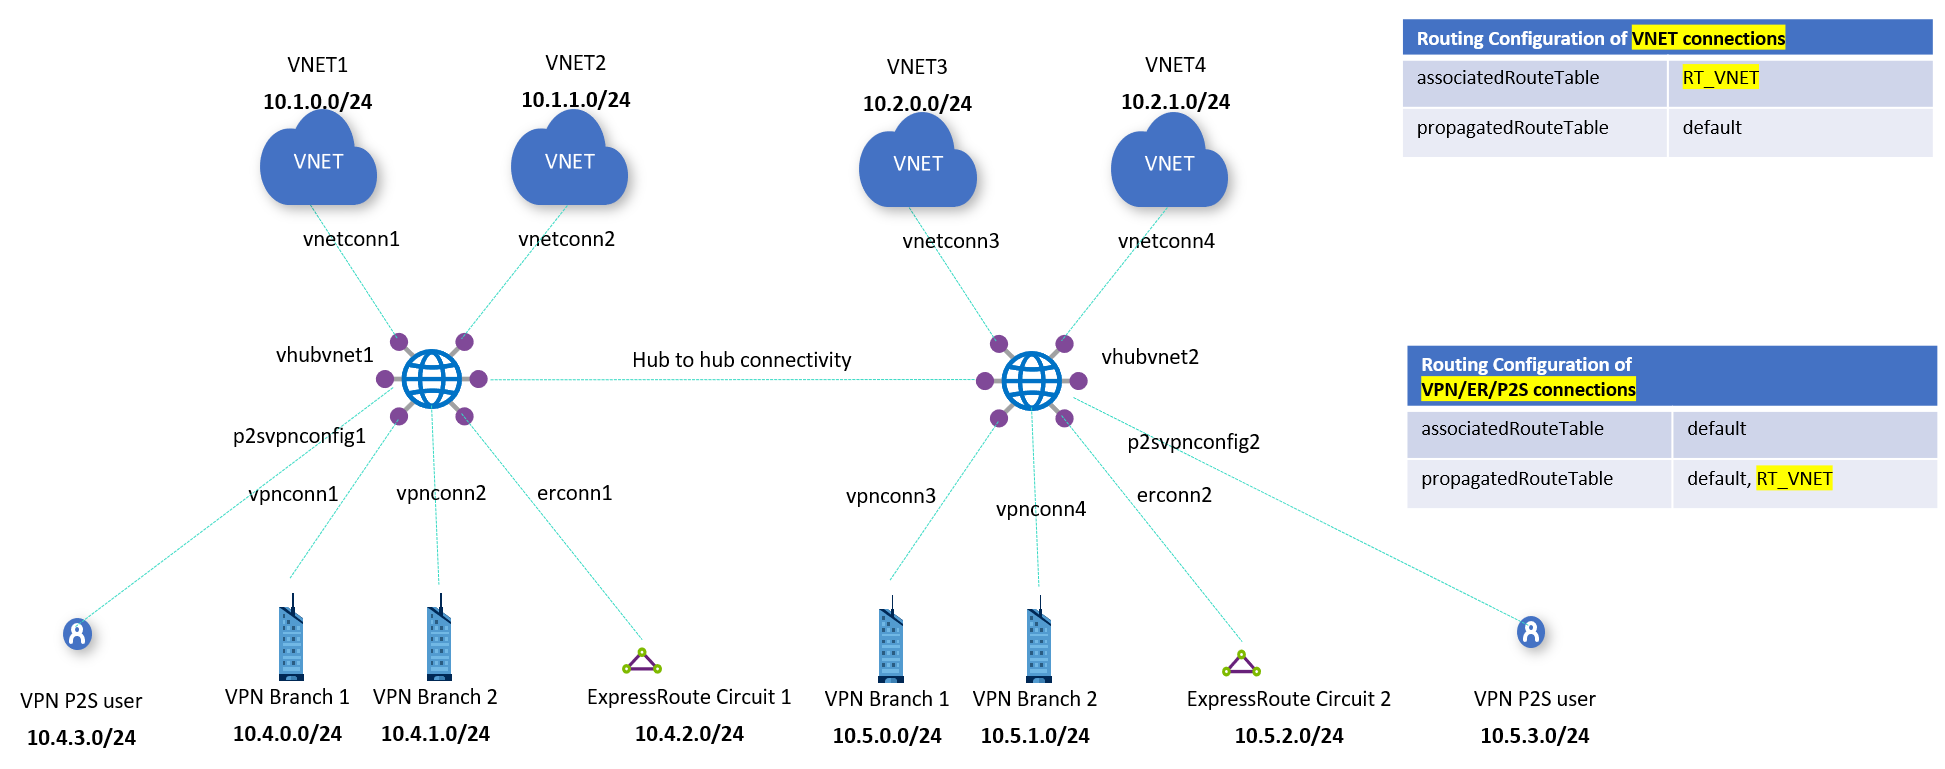 VNET1
10.1.0.0/24
VNET
VNET2
10.1.1.0/24
VNET
VNET3
10.2.0.0/24
VNET
VNET4
10.2.1.0/24
VNET
Routing Configuration of VNET connections
associatedRouteTable RT_VNET
propagatedRouteTable default
vnetconn1
vnetconn2
vnetconn3
vnetconn4
vhubvnet1
Hub to hub connectivity
vhubvnet2
Routing Configuration of
VPN/ER/P2S connections
associatedRouteTable default
propagatedRouteTable default, RT_VNET
p2svpnconfig1
vpnconn1
vpnconn2
erconn1
vpnconn3
vpnconn4
erconn2
p2svpnconfig2
VPN P2S user
10.4.3.0/24
VPN Branch 1
10.4.0.0/24
VPN Branch 2
10.4.1.0/24
ExpressRoute Circuit 1
10.4.2.0/24
VPN Branch 1
10.5.0.0/24
VPN Branch 2
10.5.1.0/24
ExpressRoute Circuit 2
10.5.2.0/24
VPN P2S user
10.5.3.0/24